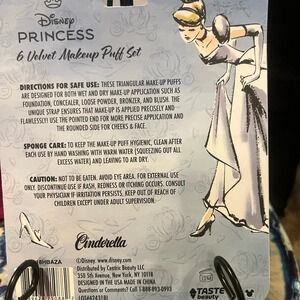 Disney
PRINCESS
6 Velvet Makeup Puff Set
DIRECTIONS FOR SAFE USE: THESE TRIANGULAR MAKE-UP PUFFS
ARE DESIGNED FOR BOTH WET AND DRY MAKE-UP APPLICATION SUCH AS
FOUNDATION, CONCEALER, LOOSE POWDER, BRONZER, AND BLUSH. THE
UNIQUE STRAP ENSURES THAT MAKE-UP IS APPLIED PRECISELY AND
FLAWLESSLY. USE THE POINTED END FOR MORE PRECISE APPLICATION AND
THE ROUNDED SIDE FOR CHEEKS & FACE.
SPONGE CARE: TO KEEP THE MAKE-UP PUFF HYGIENIC, CLEAN AFTER
EACH USE BY HAND WASHING WITH WARM WATER (SQUEEZING OUT ALL
EXCESS WATER) AND LEAVING TO AIR DRY.
CAUTION: NOT TO BE EATEN. AVOID EYE AREA. FOR EXTERNAL USE
ONLY. DISCONTINUE USE IF RASH, REDNESS OR ITCHING OCCURS. CONSULT
YOUR PHYSICIAN IF IRRITATION PERSISTS. KEEP OUT OF REACH OF
CHILDREN EXCEPT UNDER ADULT SUPERVISION.
Cinderella
©Disney. www.disney.com
Distributed by Centric Beauty LLC
350 5th Avenue, New York, NY 10118
DESIGNED IN THE USA MADE IN CHINA
Questions or Comments? Call 1-888-893-0993
TASTE
beauty